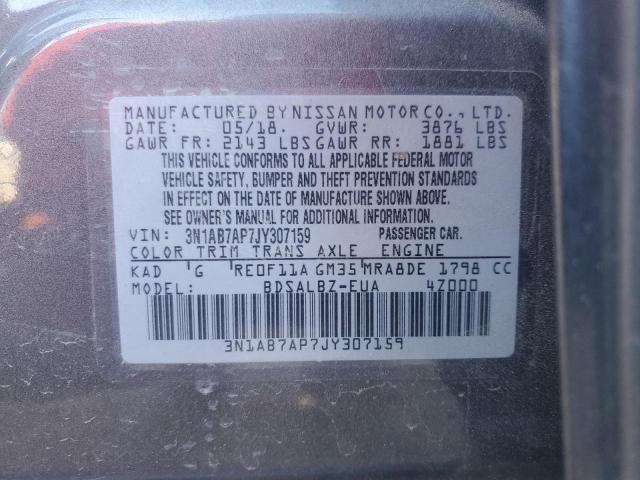 MANUFACTURED BY NISSAN MOTOR CO., LTD.
DATE: 05/18. GVWR: 3876 LBS
GAWR FR: 2143 LBS GAWR RR: 1881 LBS
THIS VEHICLE CONFORMS TO ALL APPLICABLE FEDERAL MOTOR
VEHICLE SAFETY, BUMPER AND THEFT PREVENTION STANDARDS
IN EFFECT ON THE DATE OF MANUFACTURE SHOWN ABOVE.
SEE OWNER'S MANUAL FOR ADDITIONAL INFORMATION.
VIN: 3N1AB7AP7JY307159 PASSENGER CAR.
COLOR TRIM TRANS AXLE ENGINE
KAD G RE0F11A GM35 MRA8DE 1798 CC
MODEL: BDSALBZ-EUA 4Z000
3N1AB7AP7JY307159